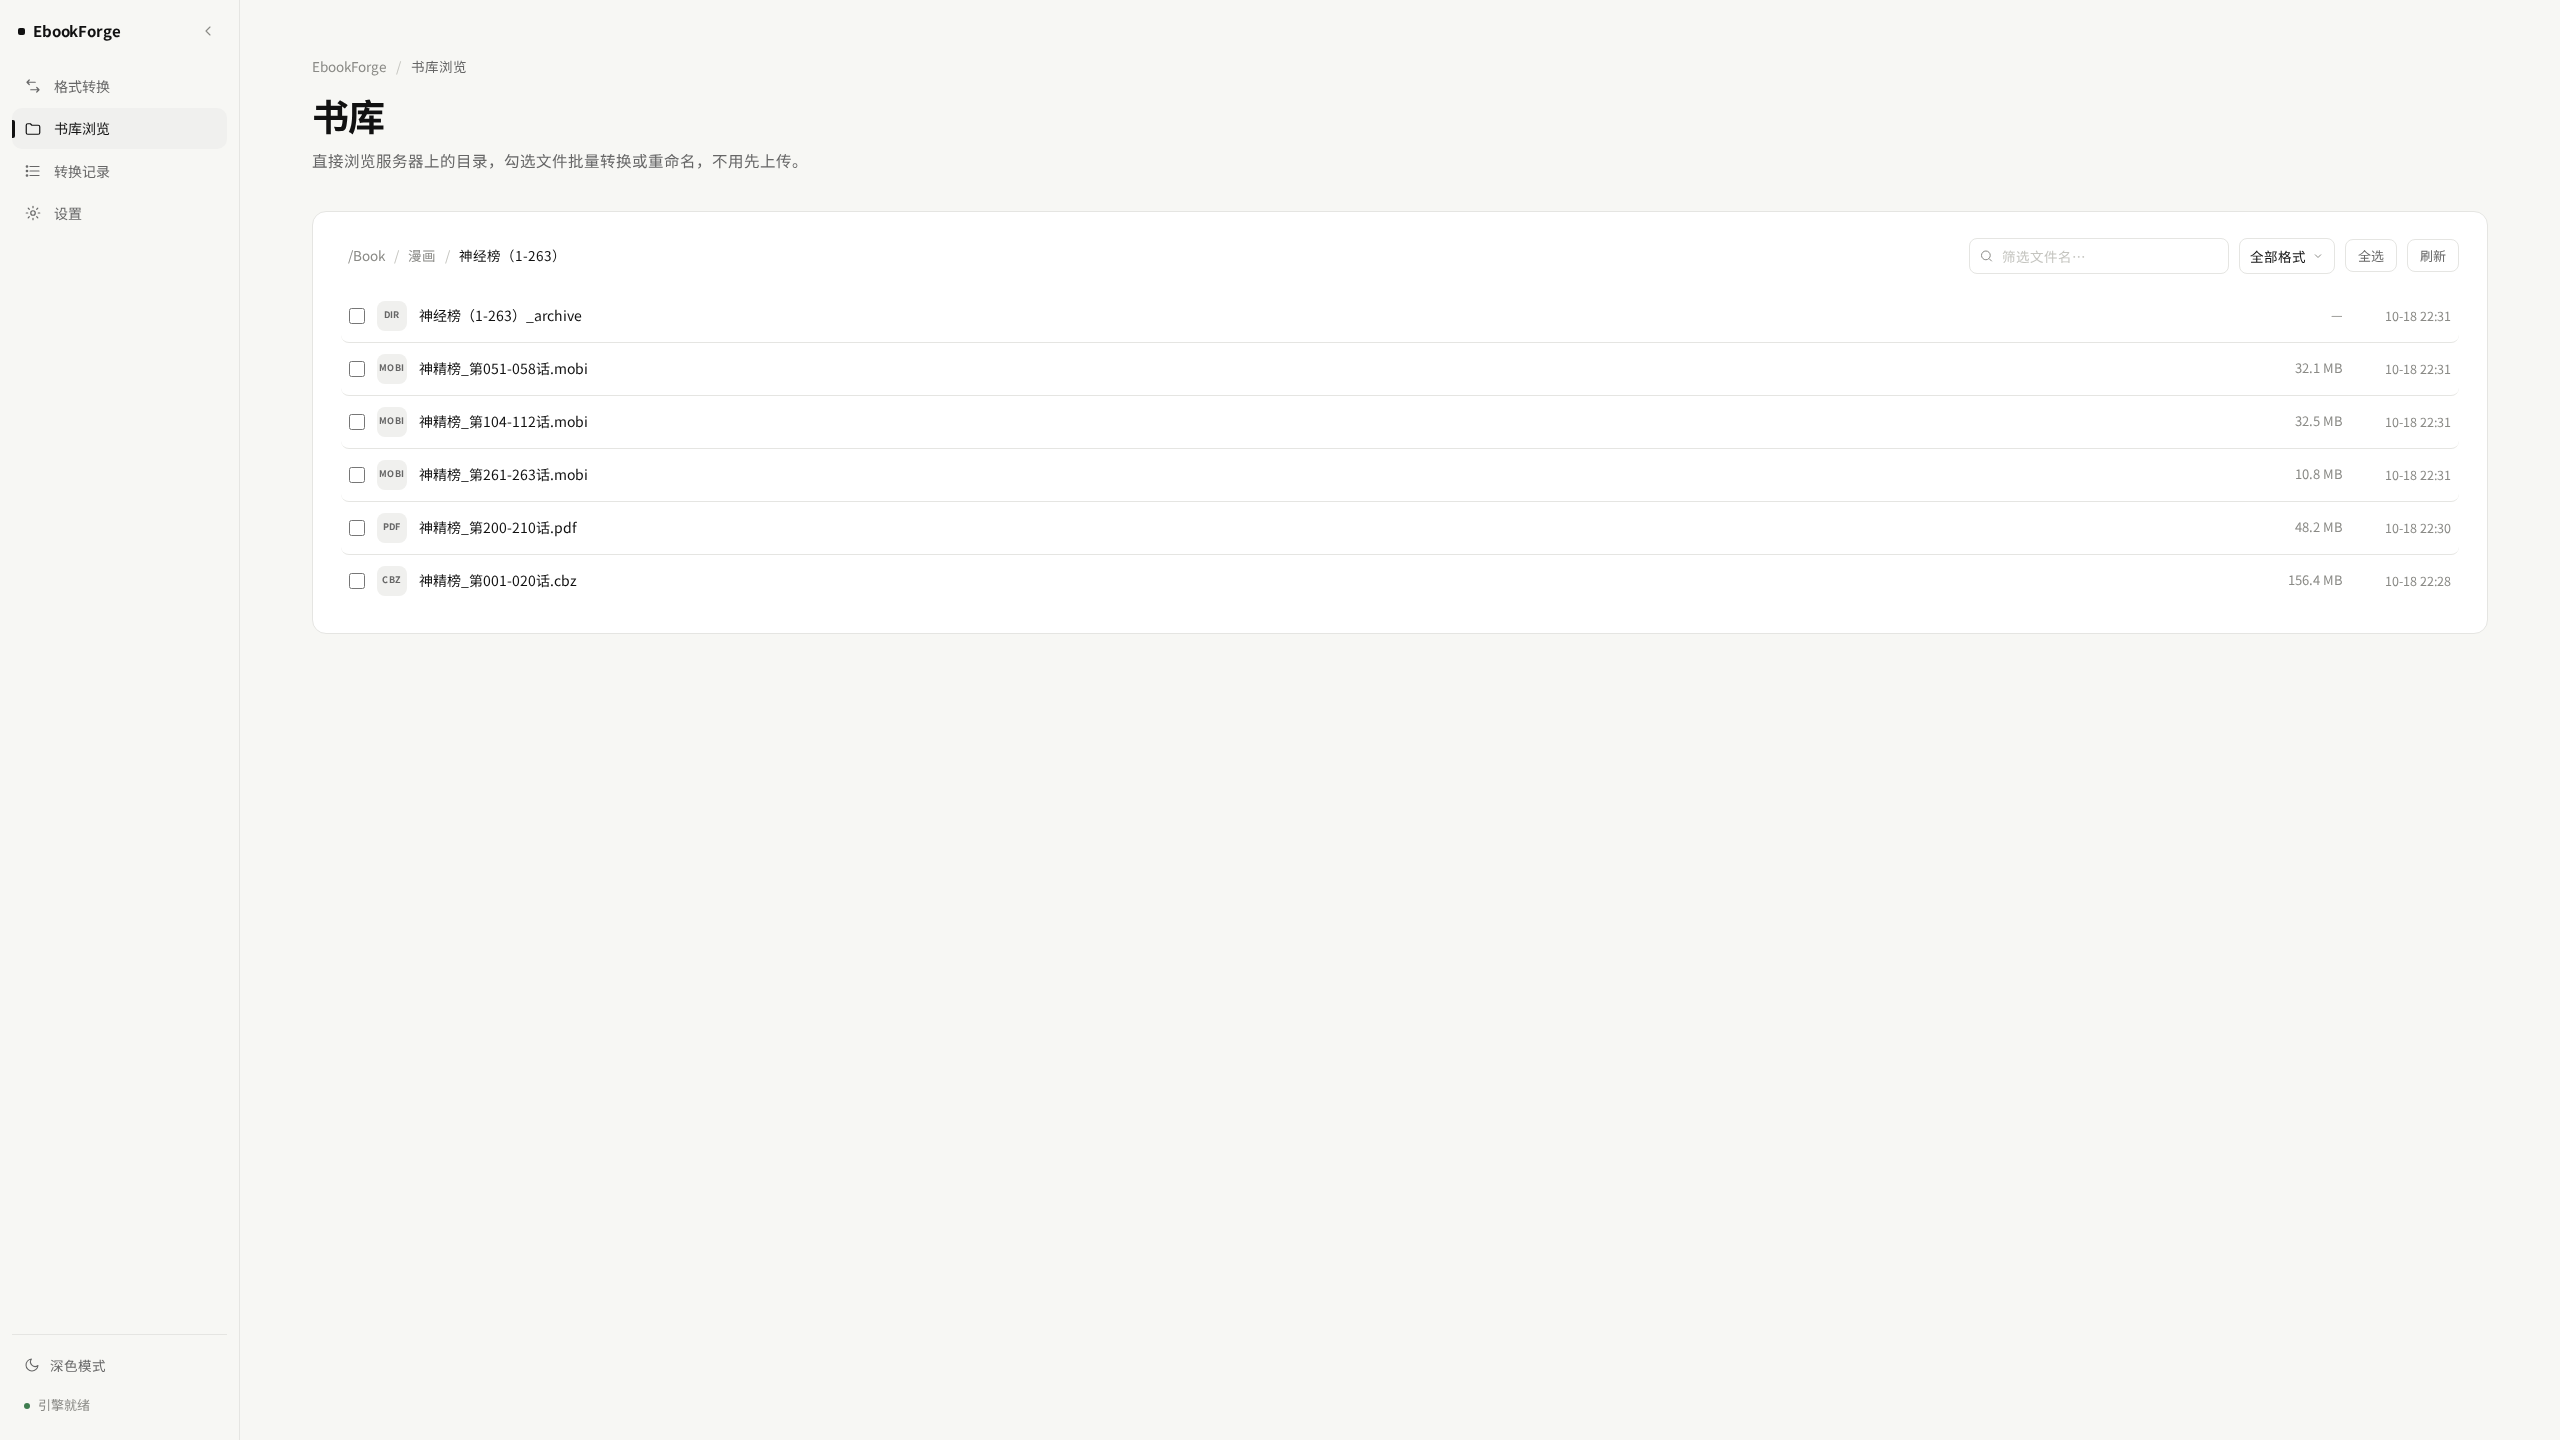 EbookForge
格式转换
书库浏览
转换记录
设置
深色模式
引擎就绪
EbookForge / 书库浏览
书库
直接浏览服务器上的目录，勾选文件批量转换或重命名，不用先上传。
/Book / 漫画 / 神经榜（1-263） 筛选文件名… 全部格式 全选 刷新
DIR 神经榜（1-263）_archive — 10-18 22:31
MOBI 神精榜_第051-058话.mobi 32.1 MB 10-18 22:31
MOBI 神精榜_第104-112话.mobi 32.5 MB 10-18 22:31
MOBI 神精榜_第261-263话.mobi 10.8 MB 10-18 22:31
PDF 神精榜_第200-210话.pdf 48.2 MB 10-18 22:30
CBZ 神精榜_第001-020话.cbz 156.4 MB 10-18 22:28